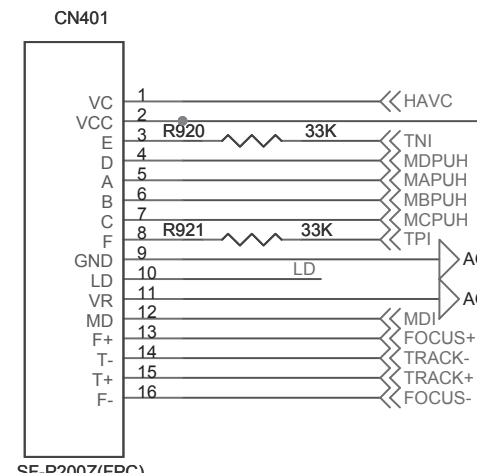 CN401
VC 1 HAVC
VCC 2
E 3 R920 33K TNI
D 4 MDPUH
A 5 MAPUH
B 6 MBPUH
C 7 MCPUH
F 8 R921 33K TPI
GND 9
LD 10 LD
VR 11
MD 12 MDI
F+ 13 FOCUS+
T- 14 TRACK-
T+ 15 TRACK+
F- 16 FOCUS-